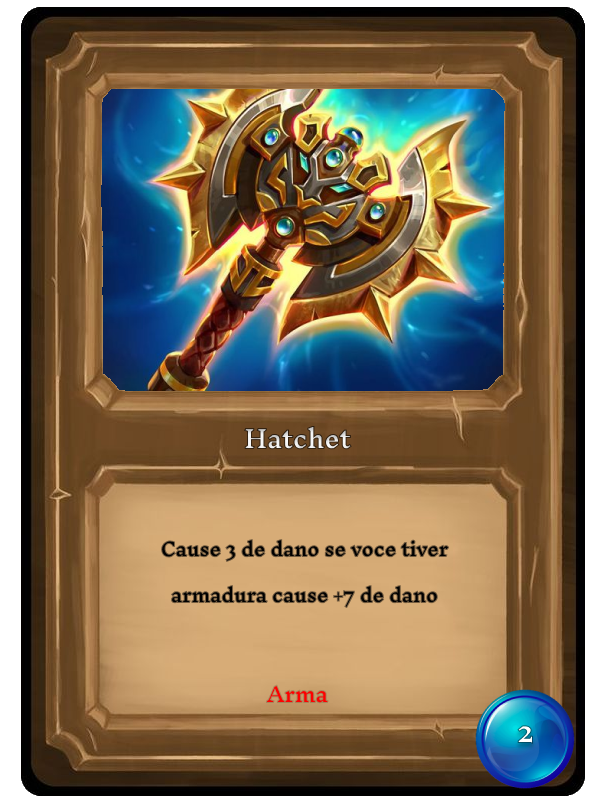 Hatchet
Cause 3 de dano se voce tiver
armadura cause +7 de dano
Arma
2